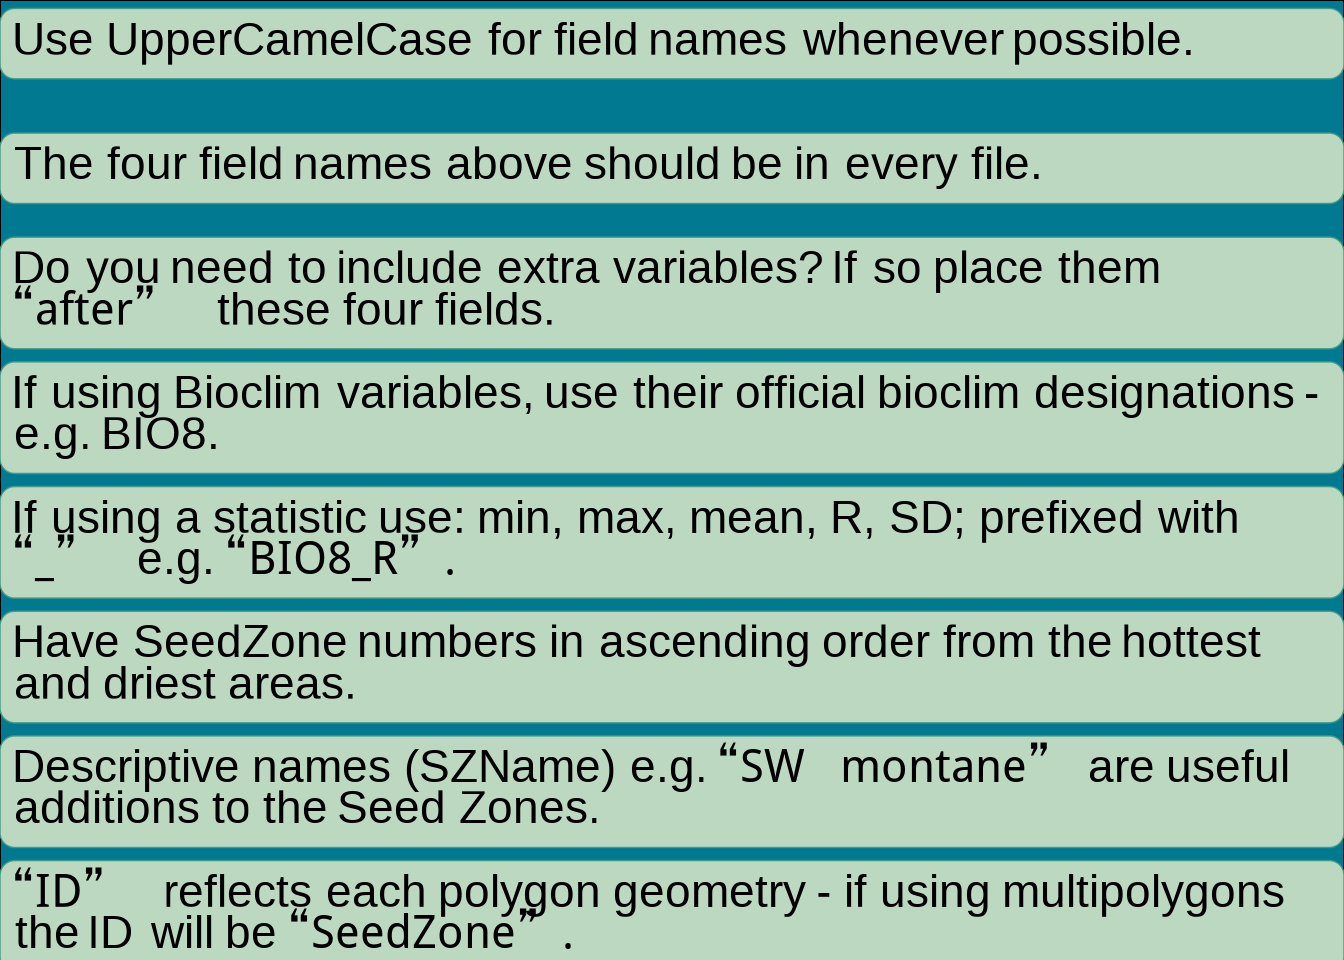 Use UpperCamelCase for field names whenever possible.
The four field names above should be in every file.
Do you need to include extra variables? If so place them
“after” these four fields.
If using Bioclim variables, use their official bioclim designations -
e.g. BIO8.
If using a statistic use: min, max, mean, R, SD; prefixed with
“_” e.g. “BIO8_R”.
Have SeedZone numbers in ascending order from the hottest
and driest areas.
Descriptive names (SZName) e.g. “SW montane” are useful
additions to the Seed Zones.
“ID” reflects each polygon geometry - if using multipolygons
the ID will be “SeedZone”.